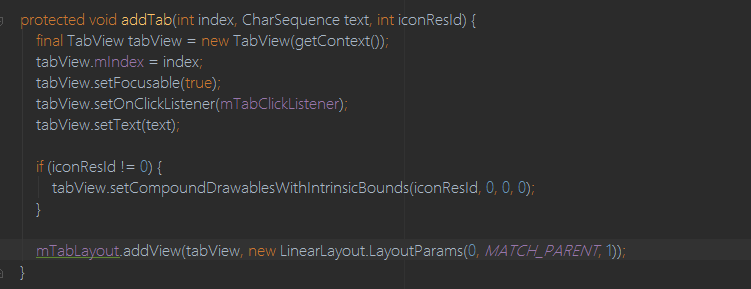 protected void addTab(int index, CharSequence text, int iconResId) {
final TabView tabView = new TabView(getContext());
tabView.mIndex = index;
tabView.setFocusable(true);
tabView.setOnClickListener(mTabClickListener);
tabView.setText(text);
if (iconResId != 0) {
tabView.setCompoundDrawablesWithIntrinsicBounds(iconResId, 0, 0, 0);
}
mTabLayout.addView(tabView, new LinearLayout.LayoutParams(0, MATCH_PARENT, 1));
}